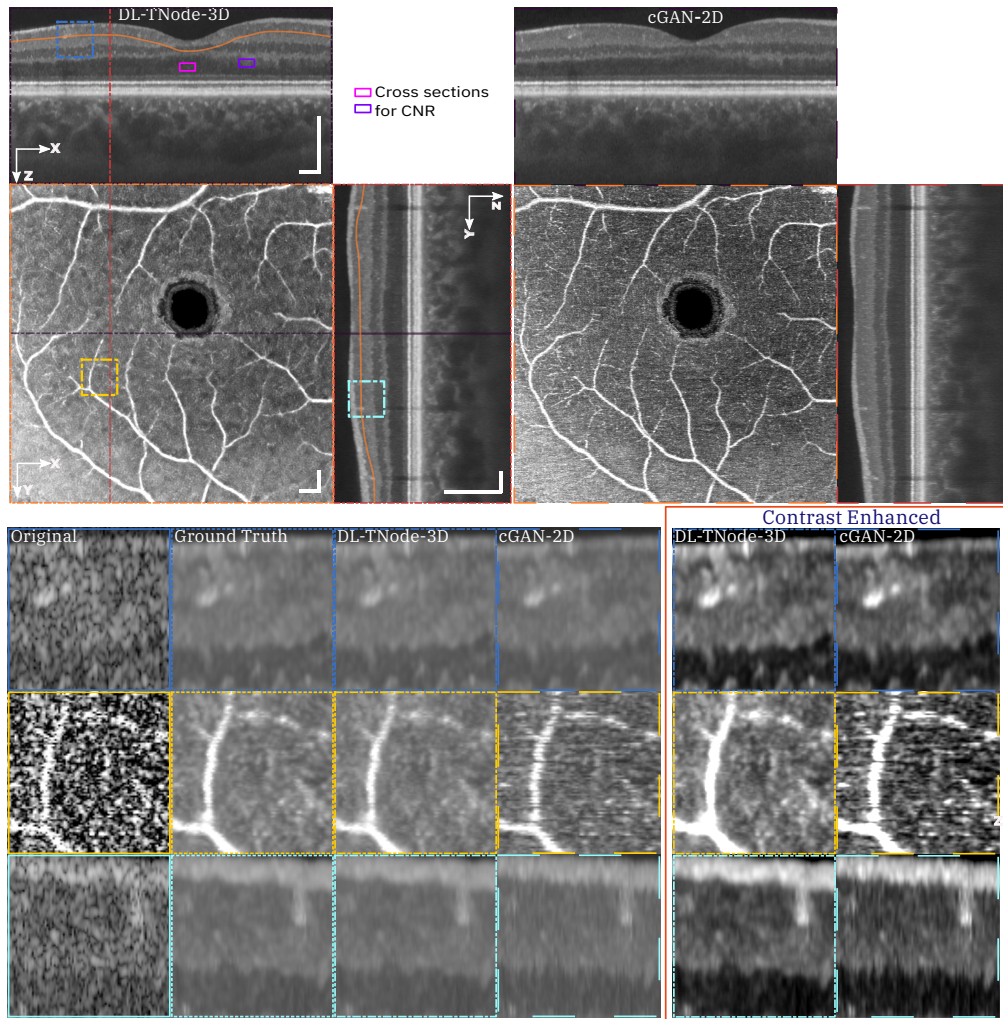 DL-TNode-3D
cGAN-2D
Cross sections
for CNR
X
Z
Z
Y
X
Y
Contrast Enhanced
Original
Ground Truth
DL-TNode-3D
cGAN-2D
DL-TNode-3D
cGAN-2D